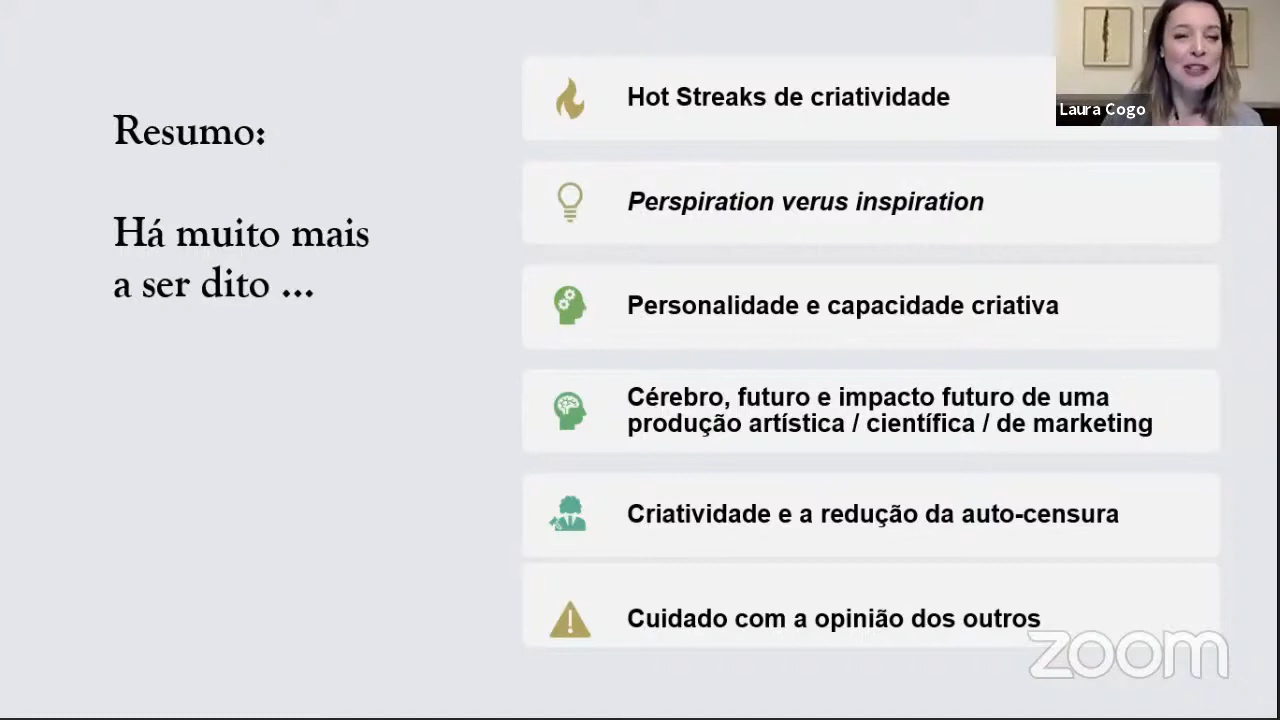 Resumo:
Há muito mais
a ser dito ...
Hot Streaks de criatividade
Perspiration verus inspiration
Personalidade e capacidade criativa
Cérebro, futuro e impacto futuro de uma
produção artística / científica / de marketing
Criatividade e a redução da auto-censura
Cuidado com a opinião dos outros
Laura Cogo
zoom